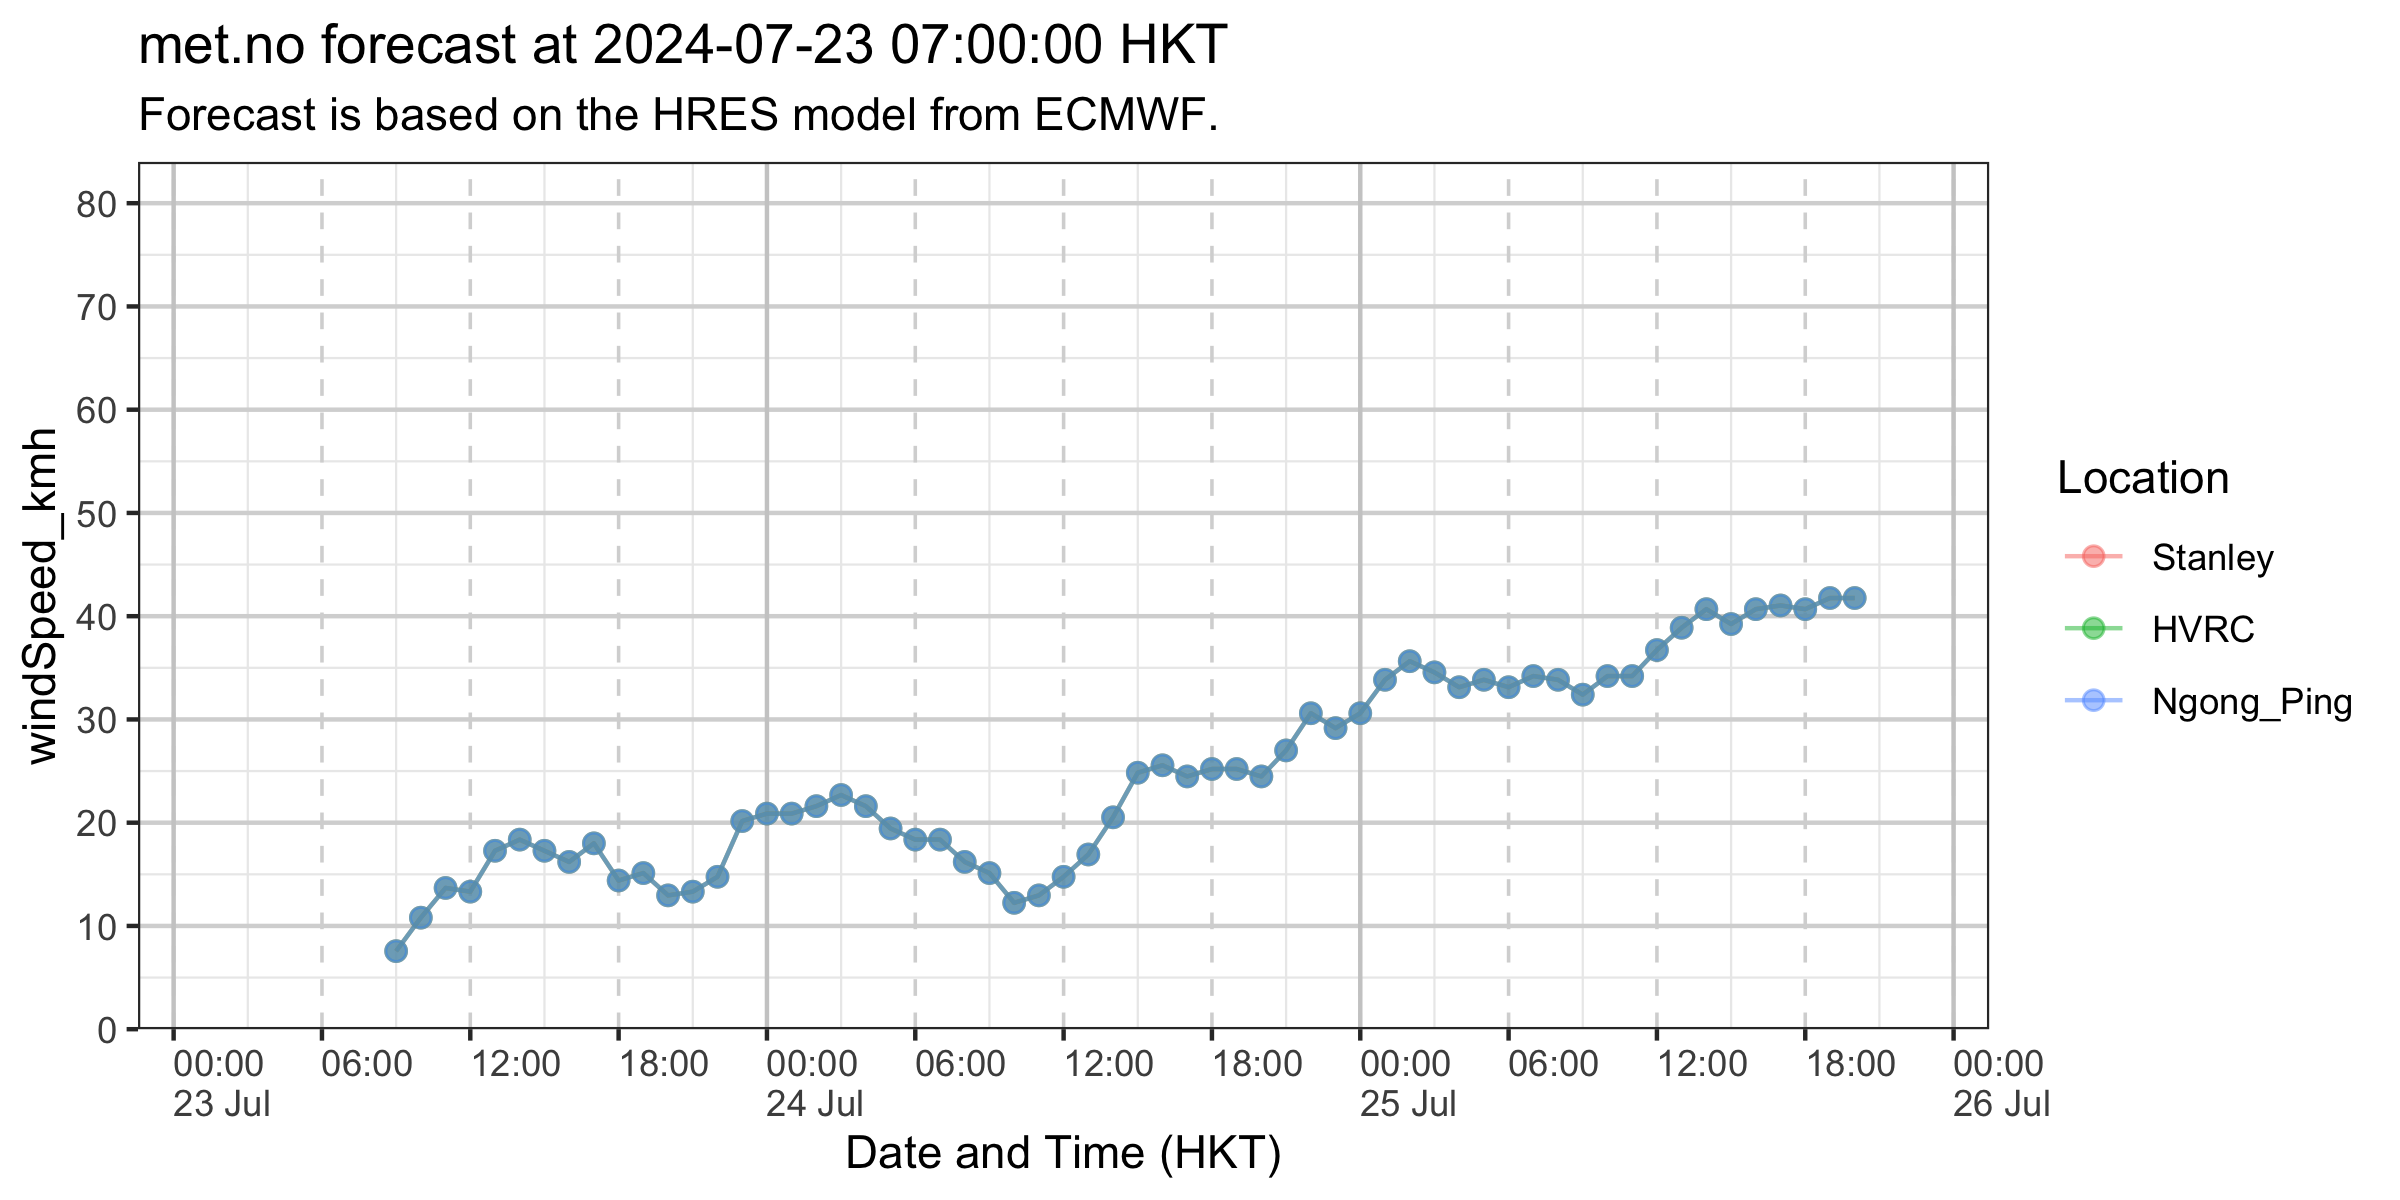 met.no forecast at 2024-07-23 07:00:00 HKT
Forecast is based on the HRES model from ECMWF.
windSpeed_kmh
80
70
60
50
40
30
20
10
0
00:00 06:00 12:00 18:00 00:00 06:00 12:00 18:00 00:00 06:00 12:00 18:00 00:00
23 Jul 24 Jul 25 Jul 26 Jul
Date and Time (HKT)
Location
Stanley
HVRC
Ngong_Ping